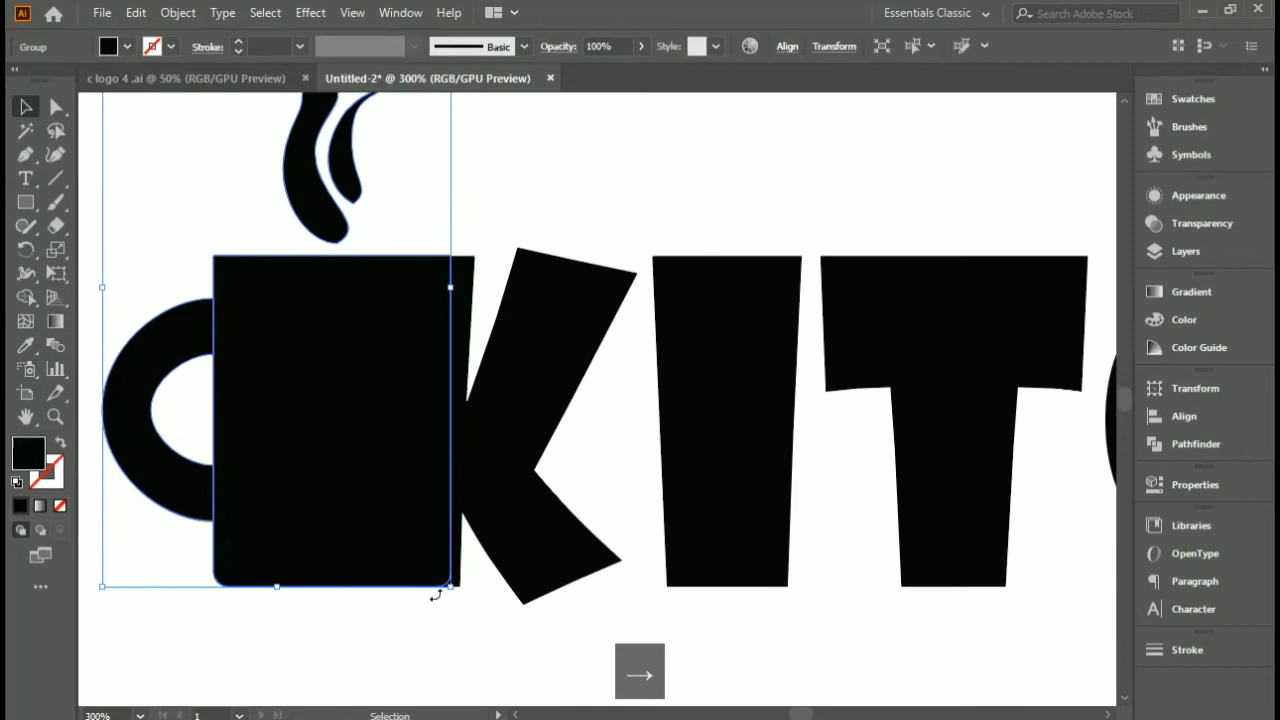 Ai File Edit Object Type Select Effect View Window Help Essentials Classic Search Adobe Stock
Group Stroke: Basic Opacity: 100% Style: Align Transform
c logo 4 .ai @ 50% (RGB/GPU Preview) Untitled-2* @ 300% (RGB/GPU Preview)
Swatches
Brushes
Symbols
Appearance
Transparency
Layers
Gradient
Color
Color Guide
Transform
Align
Pathfinder
Properties
Libraries
OpenType
Paragraph
Character
Stroke
KIT
300% 1 Selection